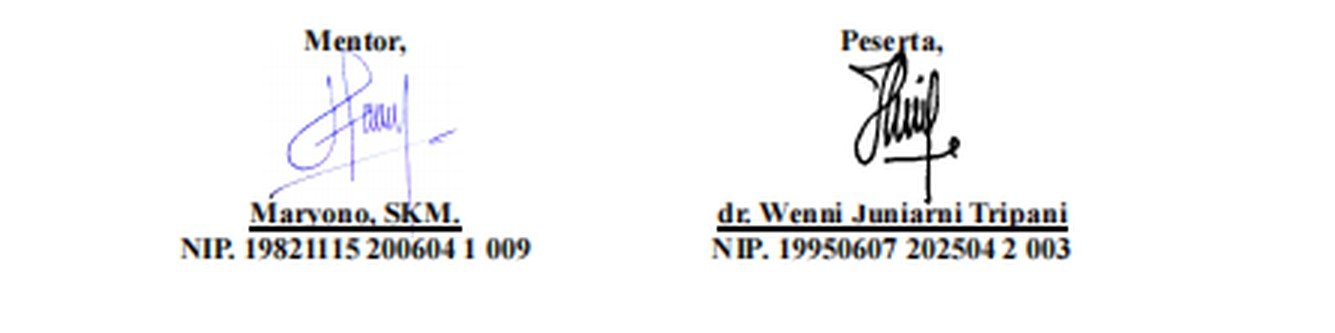 Mentor,
Peserta,
Maryono, SKM.
dr. Wenni Juniarni Tripani
NIP. 19821115 200604 1 009
NIP. 19950607 202504 2 003